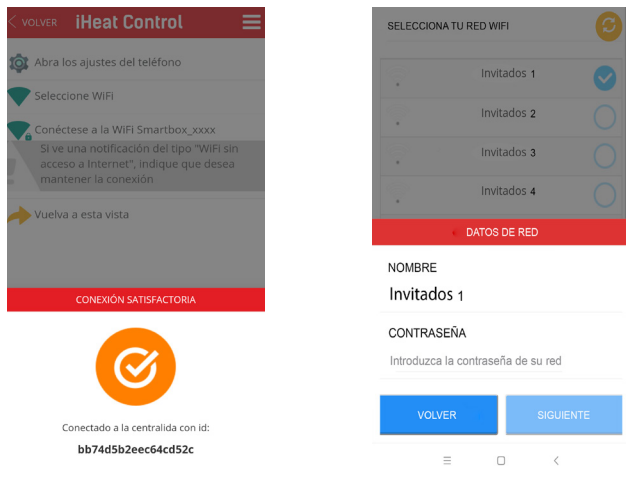 VOLVER iHeat Control
Abra los ajustes del teléfono
Seleccione WiFi
Conéctese a la WiFi Smartbox_xxxx
Si ve una notificación del tipo "WiFi sin
acceso a Internet", indique que desea
mantener la conexión
Vuelva a esta vista
CONEXIÓN SATISFACTORIA
Conectado a la centralida con id:
bb74d5b2eec64cd52c
SELECCIONA TU RED WIFI
Invitados 1
Invitados 2
Invitados 3
Invitados 4
DATOS DE RED
NOMBRE
Invitados 1
CONTRASEÑA
Introduzca la contraseña de su red
VOLVER SIGUIENTE